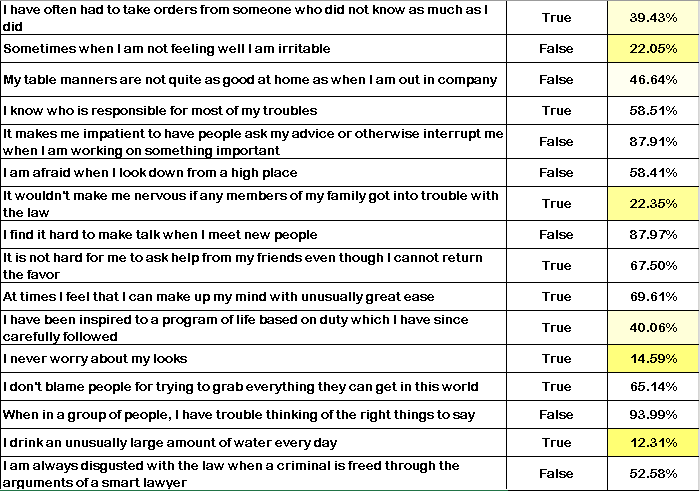 I have often had to take orders from someone who did not know as much as I
did
True
39.43%
Sometimes when I am not feeling well I am irritable
False
22.05%
My table manners are not quite as good at home as when I am out in company
False
46.64%
I know who is responsible for most of my troubles
True
58.51%
It makes me impatient to have people ask my advice or otherwise interrupt me
when I am working on something important
False
87.91%
I am afraid when I look down from a high place
False
58.41%
It wouldn't make me nervous if any members of my family got into trouble with
the law
True
22.35%
I find it hard to make talk when I meet new people
False
87.97%
It is not hard for me to ask help from my friends even though I cannot return
the favor
True
67.50%
At times I feel that I can make up my mind with unusually great ease
True
69.61%
I have been inspired to a program of life based on duty which I have since
carefully followed
True
40.06%
I never worry about my looks
True
14.59%
I don't blame people for trying to grab everything they can get in this world
True
65.14%
When in a group of people, I have trouble thinking of the right things to say
False
93.99%
I drink an unusually large amount of water every day
True
12.31%
I am always disgusted with the law when a criminal is freed through the
arguments of a smart lawyer
False
52.58%